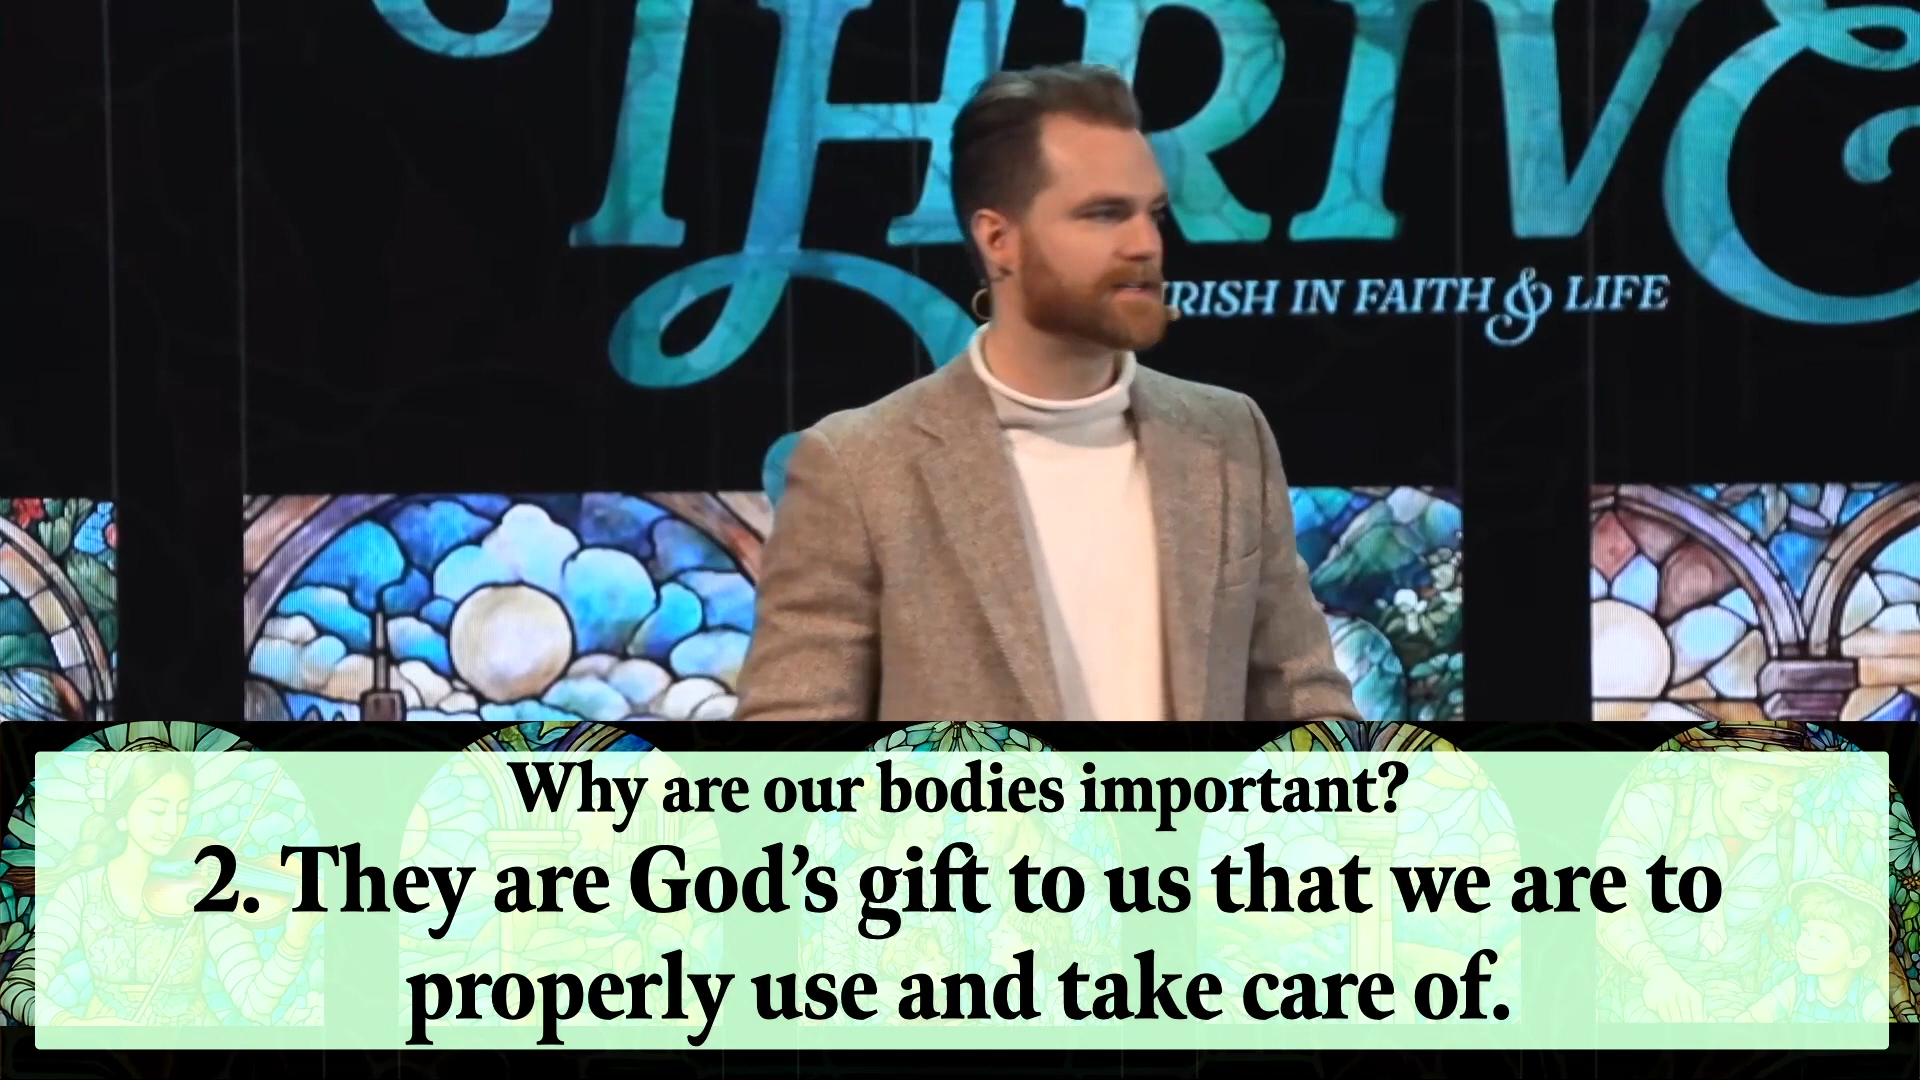 THRIVE
RISH IN FAITH & LIFE
Why are our bodies important?
2. They are God’s gift to us that we are to
properly use and take care of.